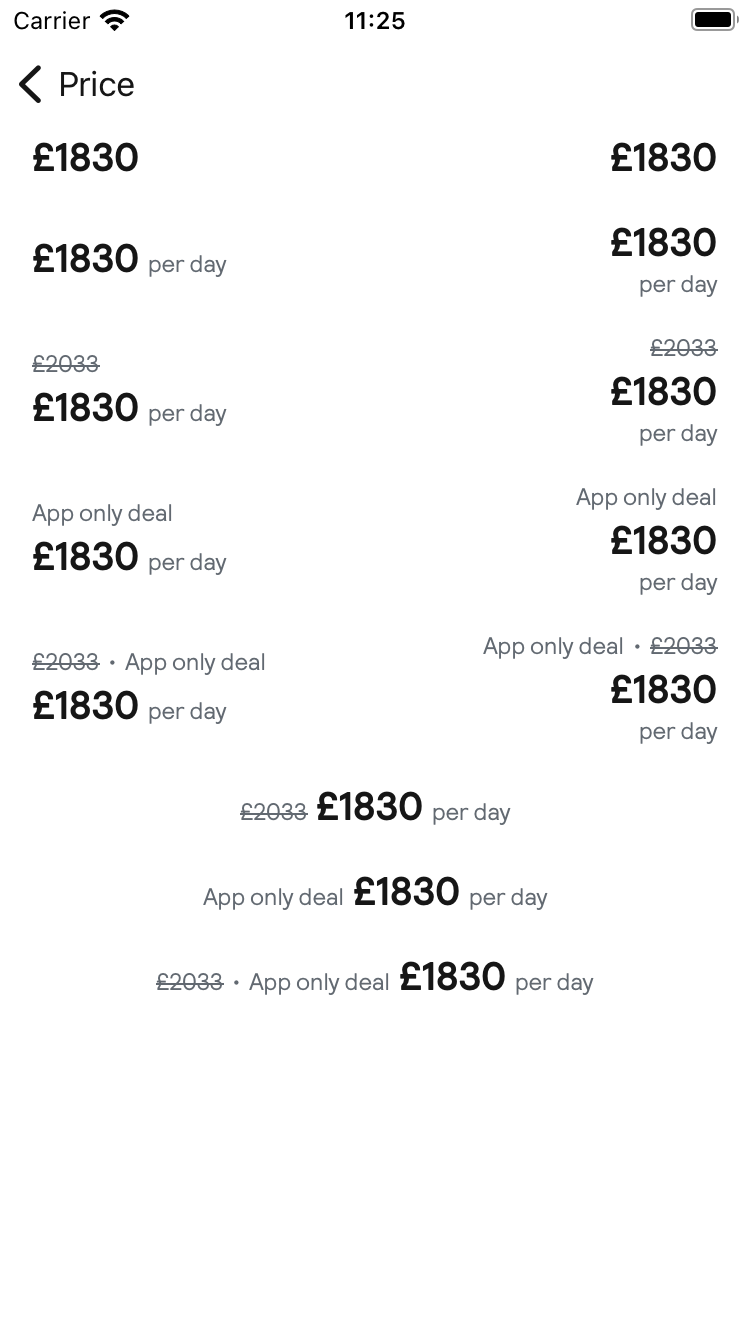 Carrier 11:25
Price
£1830 £1830
£1830 per day
£1830
per day
£2033
£1830 per day
£2033
£1830
per day
App only deal
£1830 per day
App only deal
£1830
per day
£2033 • App only deal
£1830 per day
App only deal • £2033
£1830
per day
£2033 £1830 per day
App only deal £1830 per day
£2033 • App only deal £1830 per day